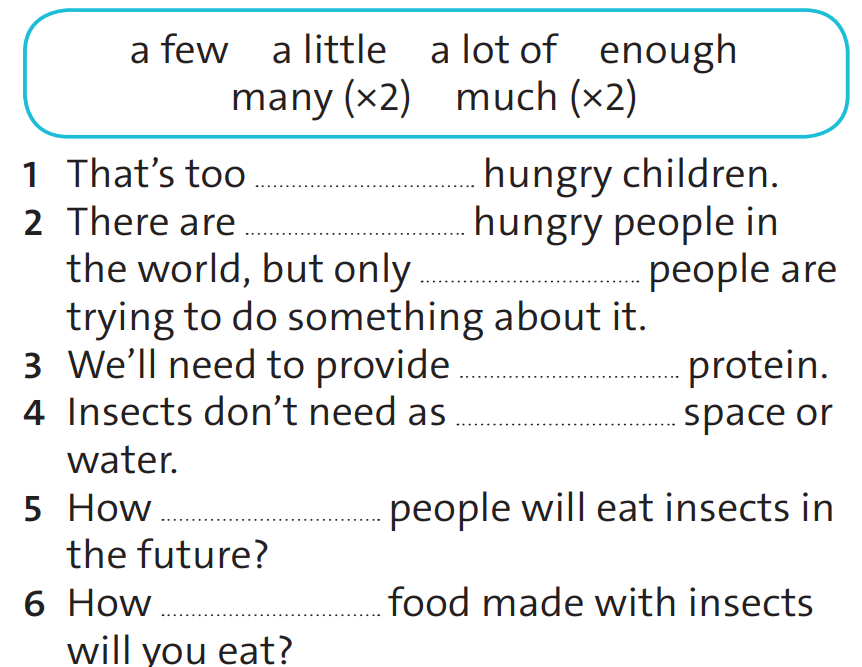 a few a little a lot of enough
many (×2) much (×2)
1 That’s too ................................ hungry children.
2 There are ................................ hungry people in
the world, but only ................................ people are
trying to do something about it.
3 We’ll need to provide ................................ protein.
4 Insects don’t need as ................................ space or
water.
5 How ................................ people will eat insects in
the future?
6 How ................................ food made with insects
will you eat?